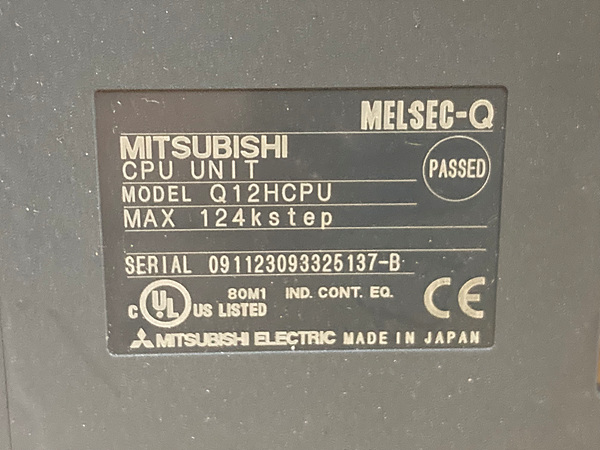 MELSEC-Q
MITSUBISHI
CPU UNIT
PASSED
MODEL Q12HCPU
MAX 124kstep
SERIAL 091123093325137-B
C UL US LISTED 80M1 IND. CONT. EQ. CE
MITSUBISHI ELECTRIC MADE IN JAPAN